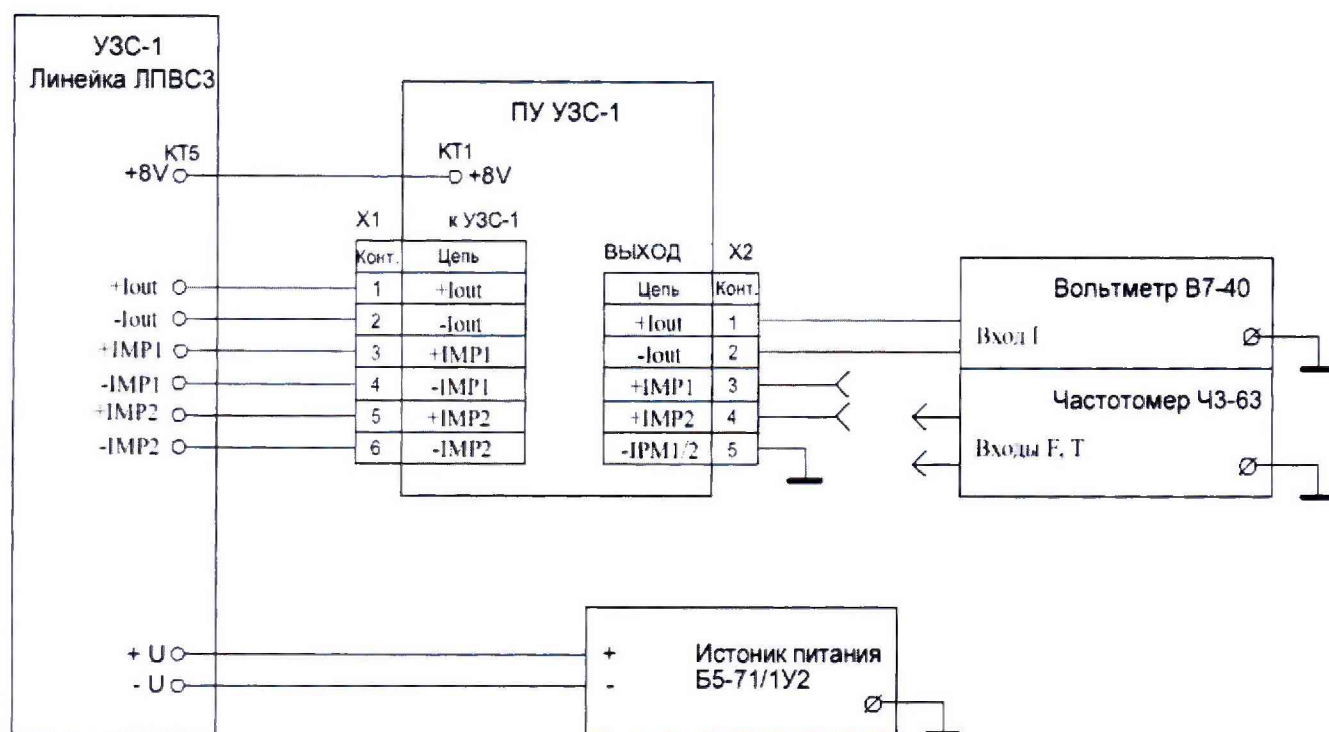 УЗС-1
Линейка ЛПВС3
КТ5
+8V
ПУ УЗС-1
КТ1
+8V
X1 к УЗС-1
Конт. Цепь
+Iout 1 +Iout
-Iout 2 -Iout
+IMP1 3 +IMP1
-IMP1 4 -IMP1
+IMP2 5 +IMP2
-IMP2 6 -IMP2
ВЫХОД X2
Цепь Конт.
+Iout 1
-Iout 2
+IMP1 3
+IMP2 4
-IPM1/2 5
Вольтметр В7-40
Вход I
Частотомер Ч3-63
Входы F, T
+ U
- U
+ Истоник питания
- Б5-71/1У2